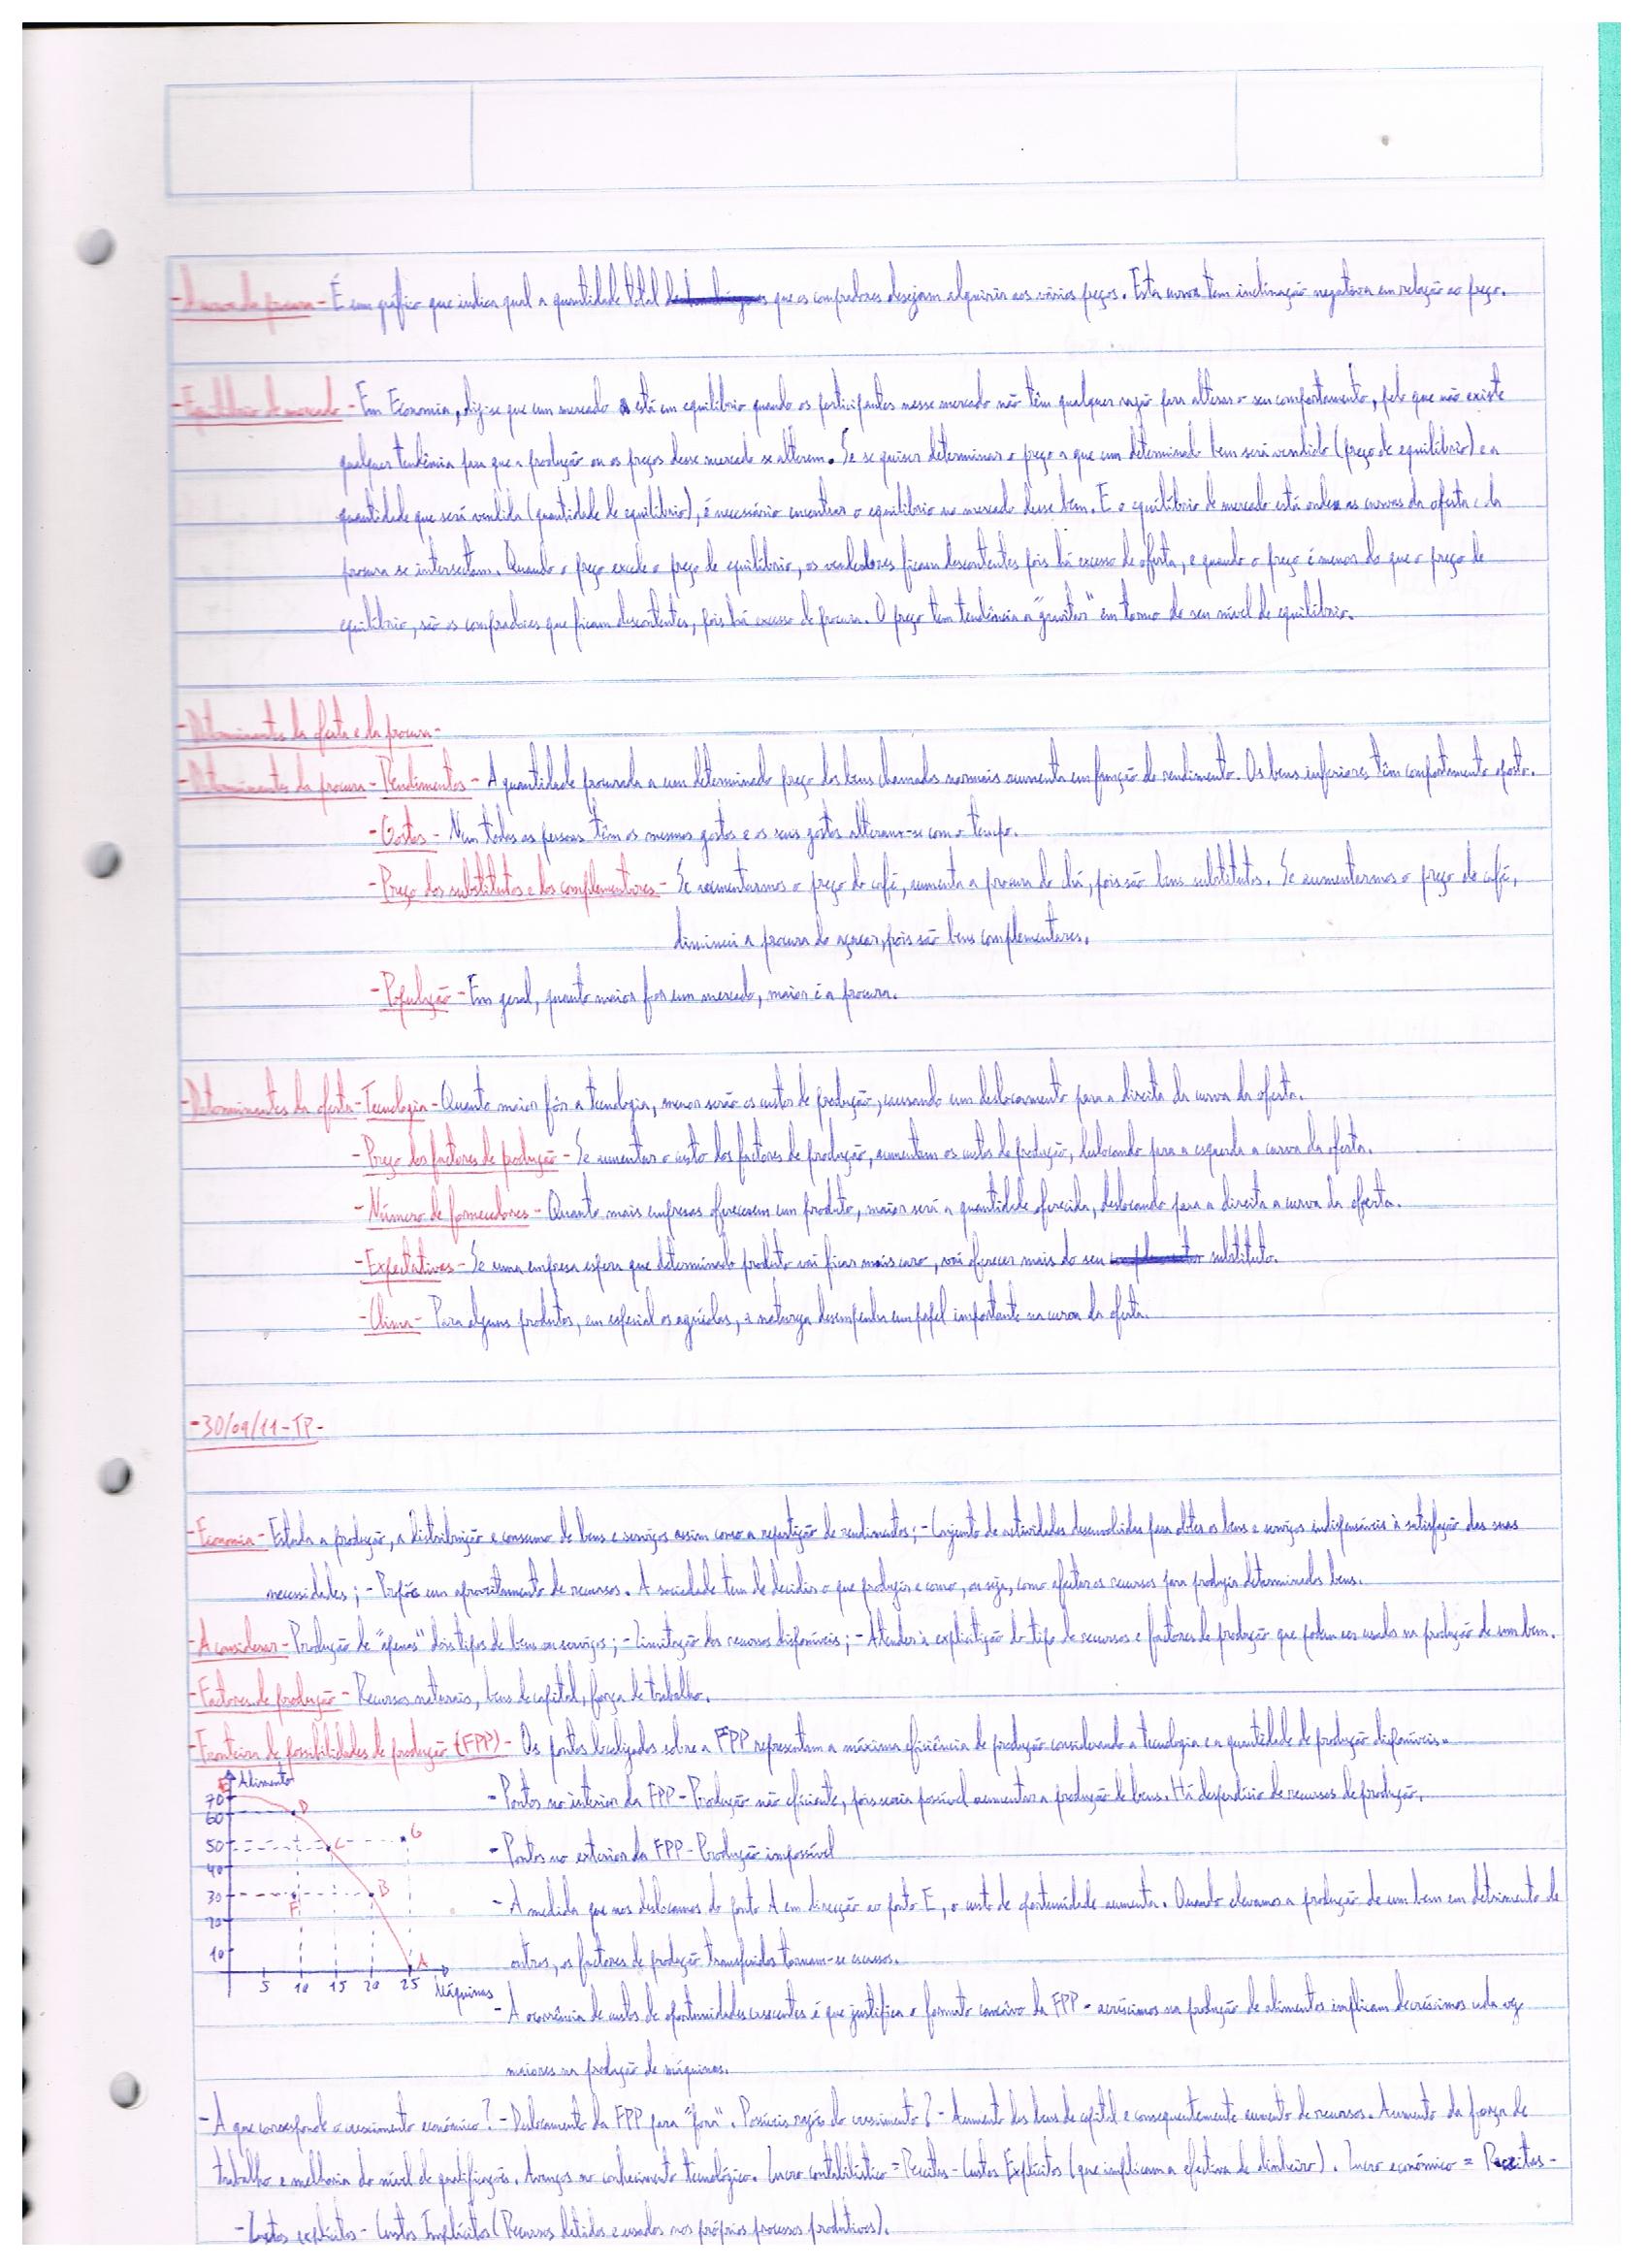 -A curva da procura- É um gráfico que indica qual a quantidade total que os compradores desejam adquirir aos vários preços. Esta curva tem inclinação negativa em relação ao preço.
-Equilíbrio de mercado- Em Economia, diz-se que um mercado está em equilíbrio quando os participantes nesse mercado não têm qualquer razão para alterar o seu comportamento, pelo que não existe
qualquer tendência para que a produção ou os preços desse mercado se alterem. Se se quiser determinar o preço a que um determinado bem será vendido (preço de equilíbrio) e a
quantidade que será vendida (quantidade de equilíbrio), é necessário encontrar o equilíbrio no mercado desse bem. E o equilíbrio de mercado está onde as curvas da oferta e da
procura se intersectam. Quando o preço excede o preço de equilíbrio, os vendedores ficam descontentes pois há excesso de oferta, e quando o preço é menor do que o preço de
equilíbrio, são os compradores que ficam descontentes, pois há excesso de procura. O preço tem tendência a "gravitar" em torno do seu nível de equilíbrio.
-Determinantes da oferta e da procura-
-Determinantes da procura-Rendimentos- A quantidade procurada a um determinado preço dos bens chamados normais aumenta em função do rendimento. Os bens inferiores têm comportamento oposto.
-Gostos- Nem todas as pessoas têm os mesmos gostos e os seus gostos alteram-se com o tempo.
-Preço dos substitutos e dos complementares- Se aumentarmos o preço do café, aumenta a procura do chá, pois são bens substitutos. Se aumentarmos o preço do café,
diminui a procura do açúcar, pois são bens complementares.
-População- Em geral, quanto maior for um mercado, maior é a procura.
-Determinantes da oferta-Tecnologia- Quanto maior fôr a tecnologia, menor serão os custos de produção, causando um deslocamento para a direita da curva da oferta.
-Preço dos factores de produção- Se aumentar o custo dos factores de produção, aumentam os custos de produção, deslocando para a esquerda a curva da oferta.
-Número de fornecedores- Quanto mais empresas oferecerem um produto, maior será a quantidade oferecida, deslocando para a direita a curva da oferta.
-Expectativas- Se uma empresa espera que determinado produto vai ficar mais caro, vai oferecer mais do seu substituto.
-Clima- Para alguns produtos, em especial os agrícolas, a natureza desempenha um papel importante na curva da oferta.
-30/09/11-TP-
-Economia- Estuda a produção, a distribuição e consumo de bens e serviços assim como a repartição de rendimentos; - Conjunto de actividades desenvolvidas para obter os bens e serviços indispensáveis à satisfação das suas
necessidades; - Propõe um aproveitamento de recursos. A sociedade tem de decidir o que produzir e como, ou seja, como afectar os recursos para produzir determinados bens.
-A considerar- Produção de "apenas" dois tipos de bens ou serviços; - Limitação dos recursos disponíveis; - Atender à explicitação do tipo de recursos e factores de produção que podem ser usados na produção de um bem.
-Factores de produção- Recursos naturais, bens de capital, força de trabalho.
-Fronteira de possibilidades de produção (FPP)- Os pontos localizados sobre a FPP representam a máxima eficiência de produção considerando a tecnologia e a quantidade de produção disponíveis.
- Pontos no interior da FPP - Produção não eficiente, pois seria possível aumentar a produção de bens. Há desperdício de recursos de produção.
- Pontos no exterior da FPP - Produção impossível
- À medida que nos deslocamos do ponto A em direcção ao ponto E, o custo de oportunidade aumenta. Quando elevamos a produção de um bem em detrimento de
outros, os factores de produção transferidos tornam-se escassos.
- A ocorrência de custos de oportunidades crescentes é que justifica o formato concavo da FPP - acréscimos na produção de alimentos implicam decréscimos cada vez
maiores na produção de máquinas.
E Alimento
70
60 D
50 C G
40
30 F B
20
10 A
5 10 15 20 25 Máquinas
- A que corresponde o crescimento económico? - Deslocamento da FPP para "fora". Possíveis razões do crescimento? - Aumento dos bens de capital e consequentemente aumento de recursos. Aumento da força de
trabalho e melhoria do nível de qualificação. Avanços no conhecimento tecnológico. Lucro contabilístico = Receitas - Custos Explícitos (que implicam a efectiva de dinheiro). Lucro económico = Receitas -
- Custos explícitos - Custos Implícitos (Recursos detidos e usados nos próprios processos produtivos).